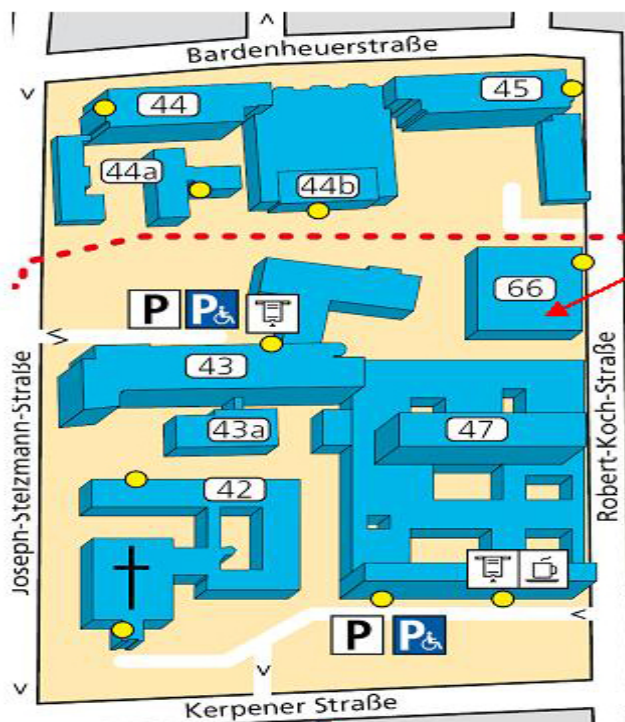 Bardenheuerstraße
44
45
44a
44b
66
P
P
43
43a
47
42
P
P
Joseph-Stelzmann-Straße
Robert-Koch-Straße
Kerpener Straße